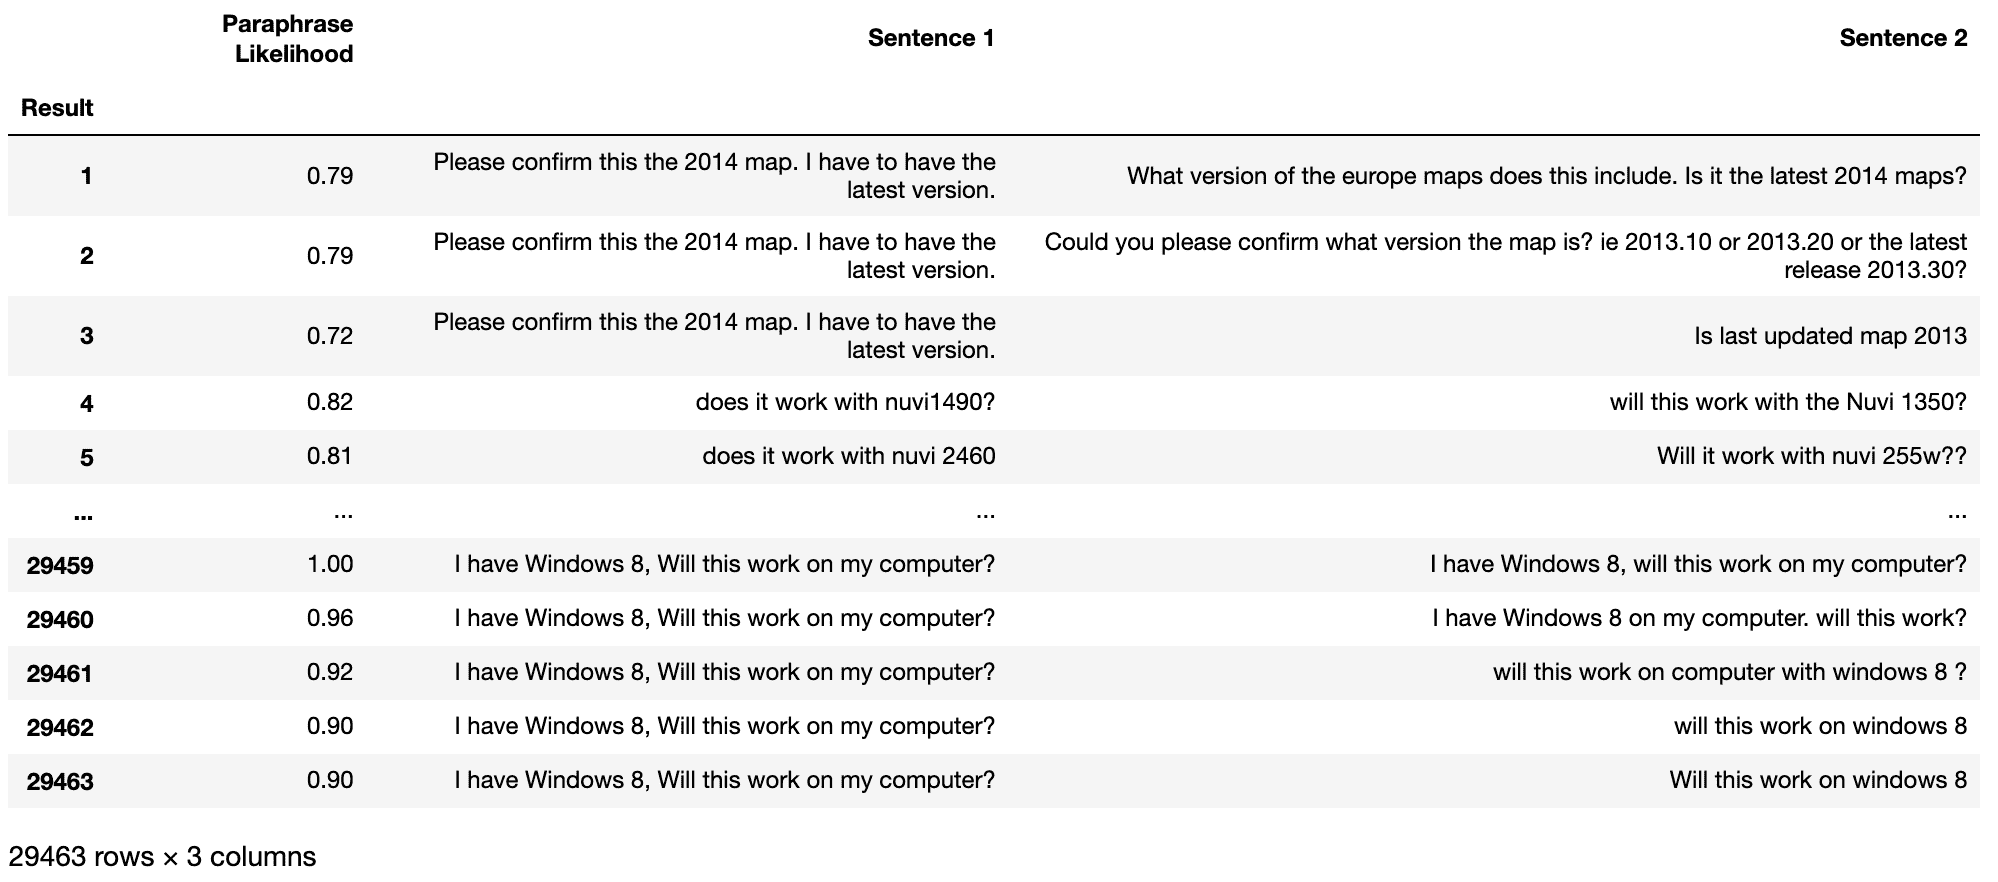 Paraphrase
Likelihood
Sentence 1
Sentence 2
Result
1 0.79 Please confirm this the 2014 map. I have to have the
latest version. What version of the europe maps does this include. Is it the latest 2014 maps?
2 0.79 Please confirm this the 2014 map. I have to have the
latest version. Could you please confirm what version the map is? ie 2013.10 or 2013.20 or the latest
release 2013.30?
3 0.72 Please confirm this the 2014 map. I have to have the
latest version. Is last updated map 2013
4 0.82 does it work with nuvi1490? will this work with the Nuvi 1350?
5 0.81 does it work with nuvi 2460 Will it work with nuvi 255w??
... ... ... ...
29459 1.00 I have Windows 8, Will this work on my computer? I have Windows 8, will this work on my computer?
29460 0.96 I have Windows 8, Will this work on my computer? I have Windows 8 on my computer. will this work?
29461 0.92 I have Windows 8, Will this work on my computer? will this work on computer with windows 8 ?
29462 0.90 I have Windows 8, Will this work on my computer? will this work on windows 8
29463 0.90 I have Windows 8, Will this work on my computer? Will this work on windows 8
29463 rows × 3 columns